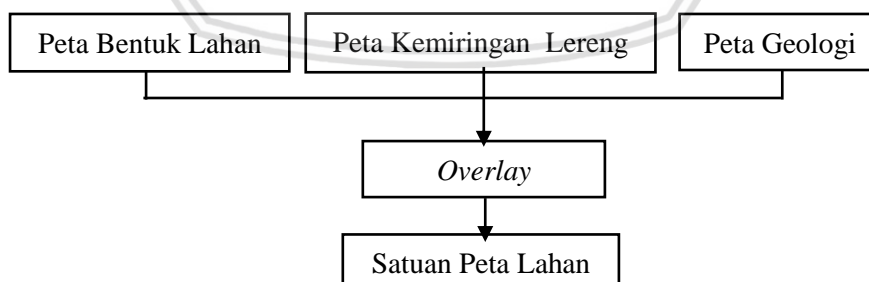 Peta Bentuk Lahan
Peta Kemiringan Lereng
Peta Geologi
Overlay
Satuan Peta Lahan